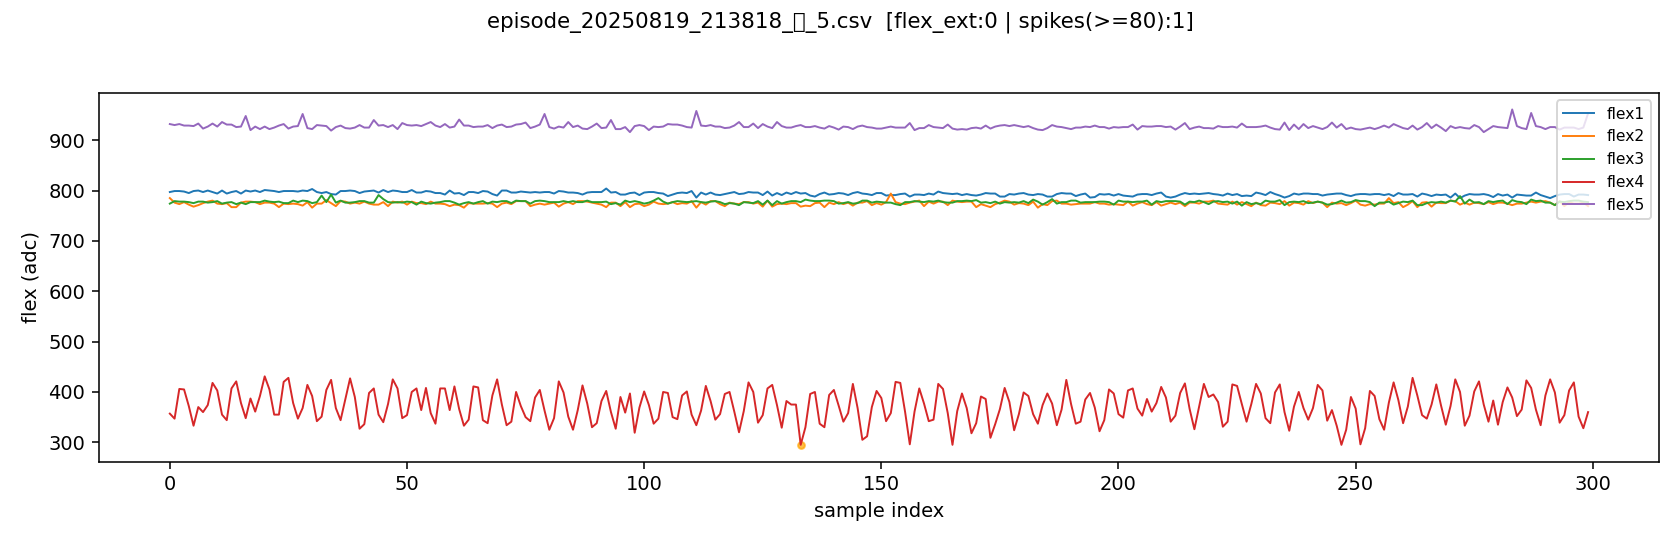 episode_20250819_213818_▯_5.csv [flex_ext:0 | spikes(>=80):1]
flex (adc)
900
800
700
600
500
400
300
0
50
100
150
200
250
300
sample index
flex1
flex2
flex3
flex4
flex5